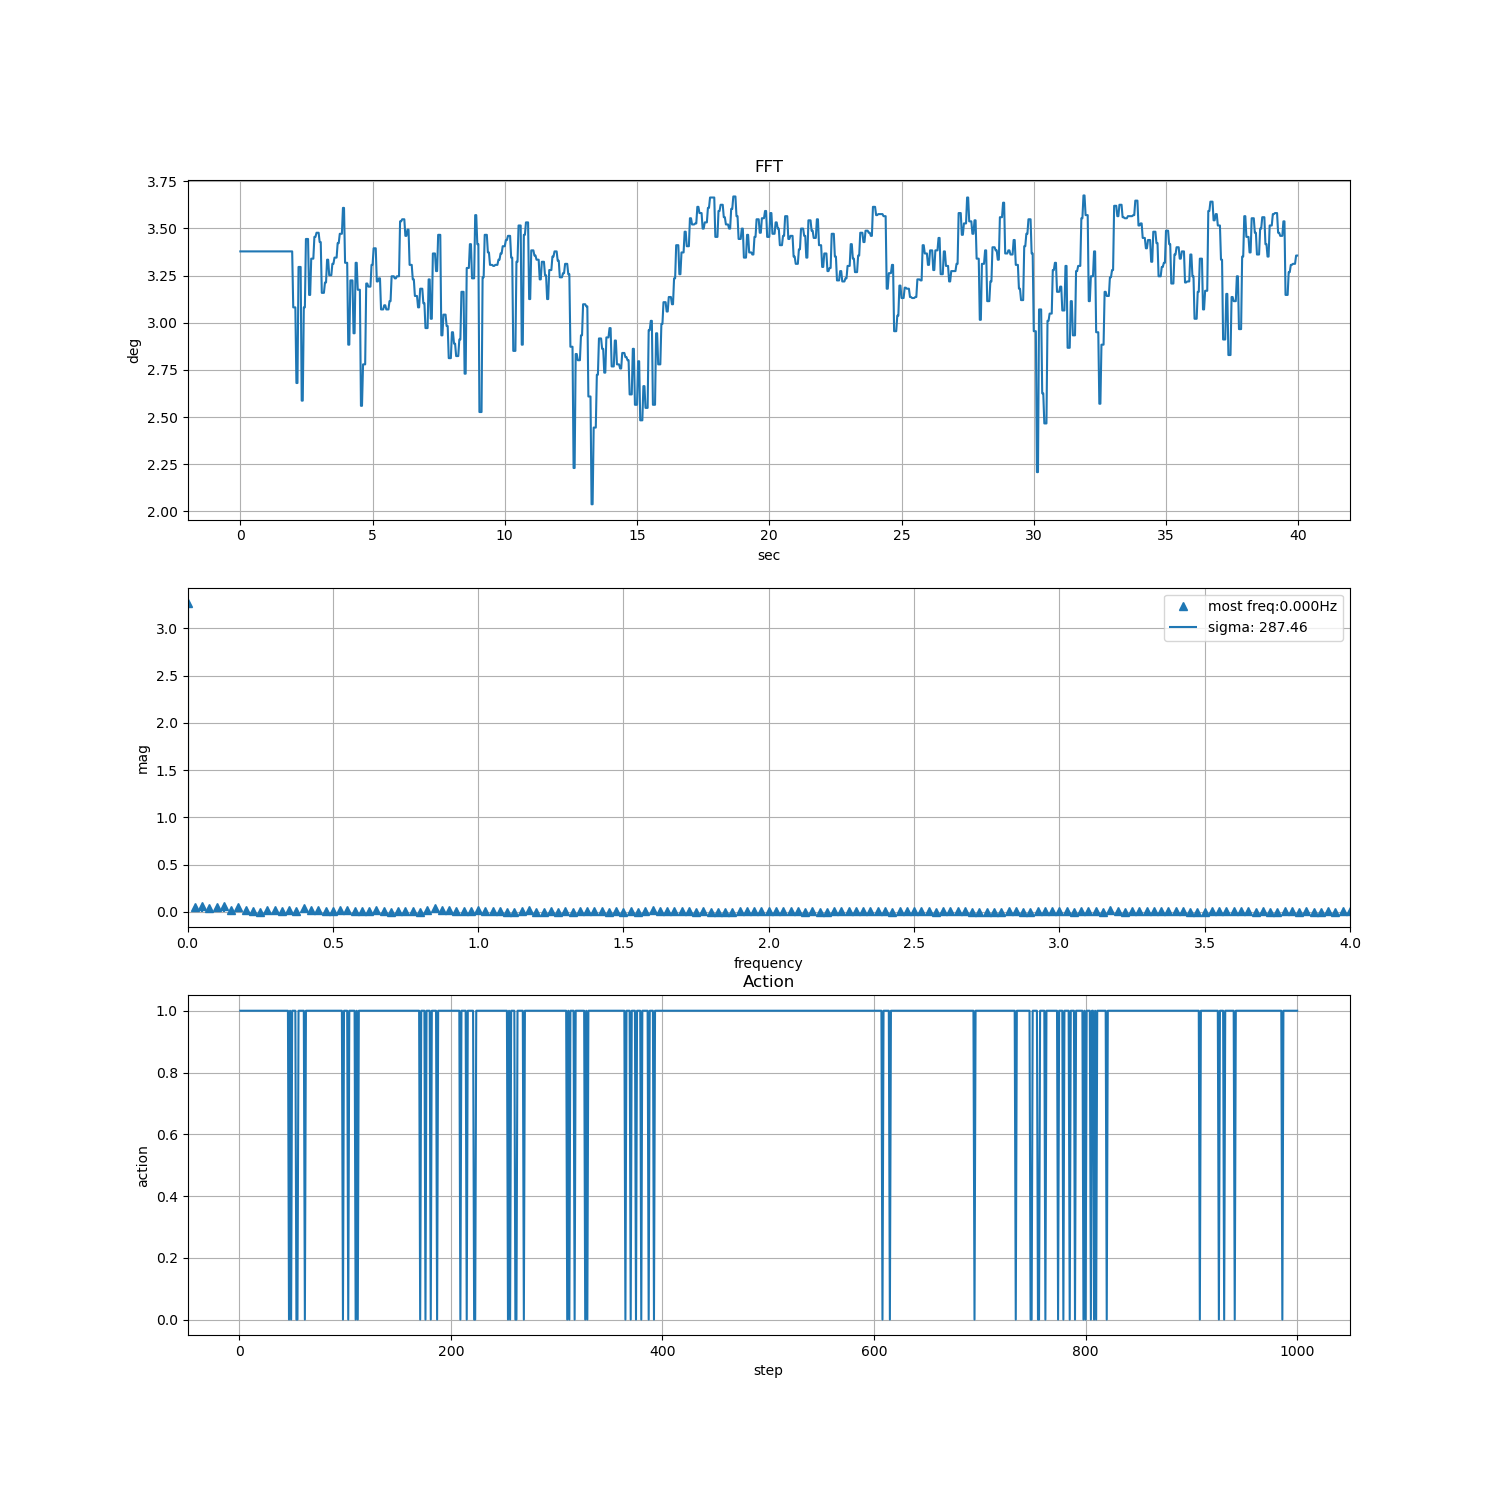 FFT
3.75
3.50
3.25
3.00
2.75
2.50
2.25
2.00
deg
0 5 10 15 20 25 30 35 40
sec
most freq:0.000Hz
sigma: 287.46
3.0
2.5
2.0
1.5
1.0
0.5
0.0
mag
0.0 0.5 1.0 1.5 2.0 2.5 3.0 3.5 4.0
frequency
Action
1.0
0.8
0.6
0.4
0.2
0.0
action
0 200 400 600 800 1000
step